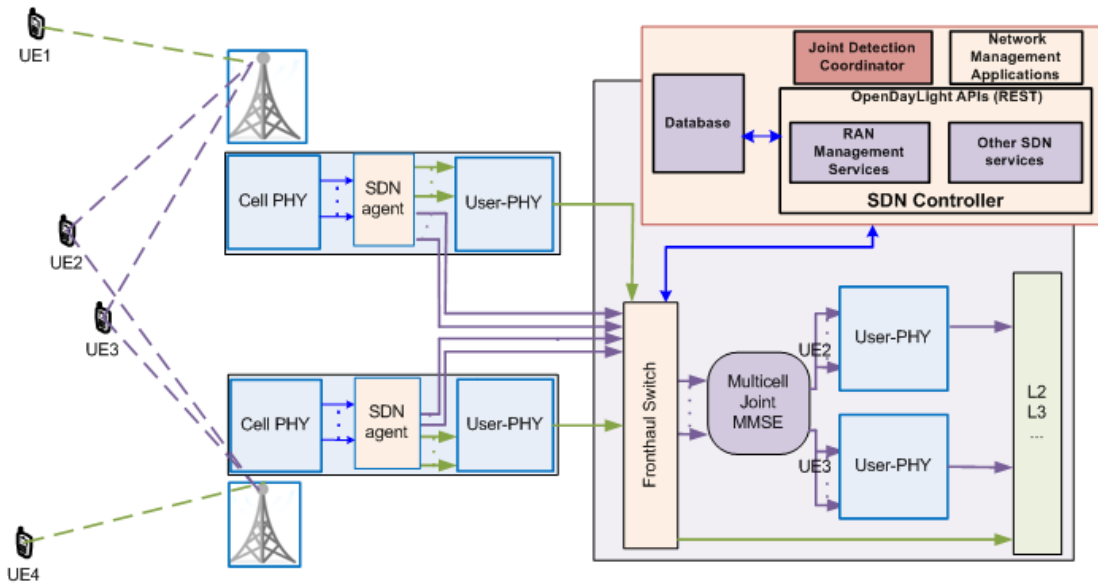 UE1
UE2
UE3
UE4
Cell PHY
SDN
agent
User-PHY
Cell PHY
SDN
agent
User-PHY
Joint Detection
Coordinator
Network
Management
Applications
OpenDayLight APIs (REST)
Database
RAN
Management
Services
Other SDN
services
SDN Controller
Fronthaul Switch
Multicell
Joint
MMSE
UE2
UE3
User-PHY
User-PHY
L2
L3
...